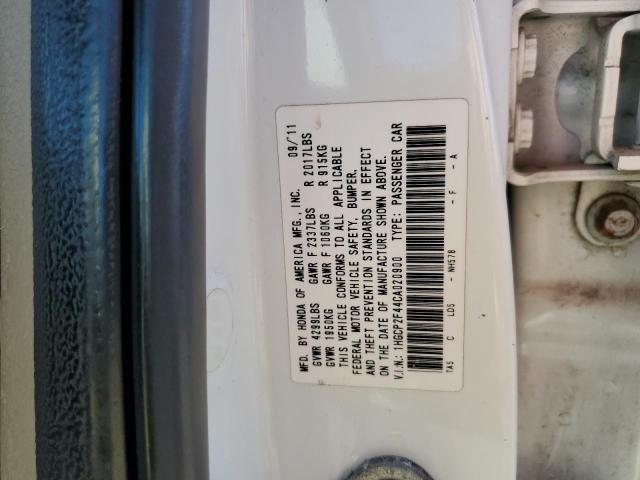 MFD. BY HONDA OF AMERICA MFG., INC. 09/'11
GVWR 4299LBS GAWR F 2337LBS R 2017LBS
GVWR 1950KG GAWR F 1060KG R 915KG
THIS VEHICLE CONFORMS TO ALL APPLICABLE
FEDERAL MOTOR VEHICLE SAFETY, BUMPER,
AND THEFT PREVENTION STANDARDS IN EFFECT
ON THE DATE OF MANUFACTURE SHOWN ABOVE.
V.I.N.: 1HGCP2F44CA020900 TYPE: PASSENGER CAR
TA5 C LD5 - NH578 - F - A